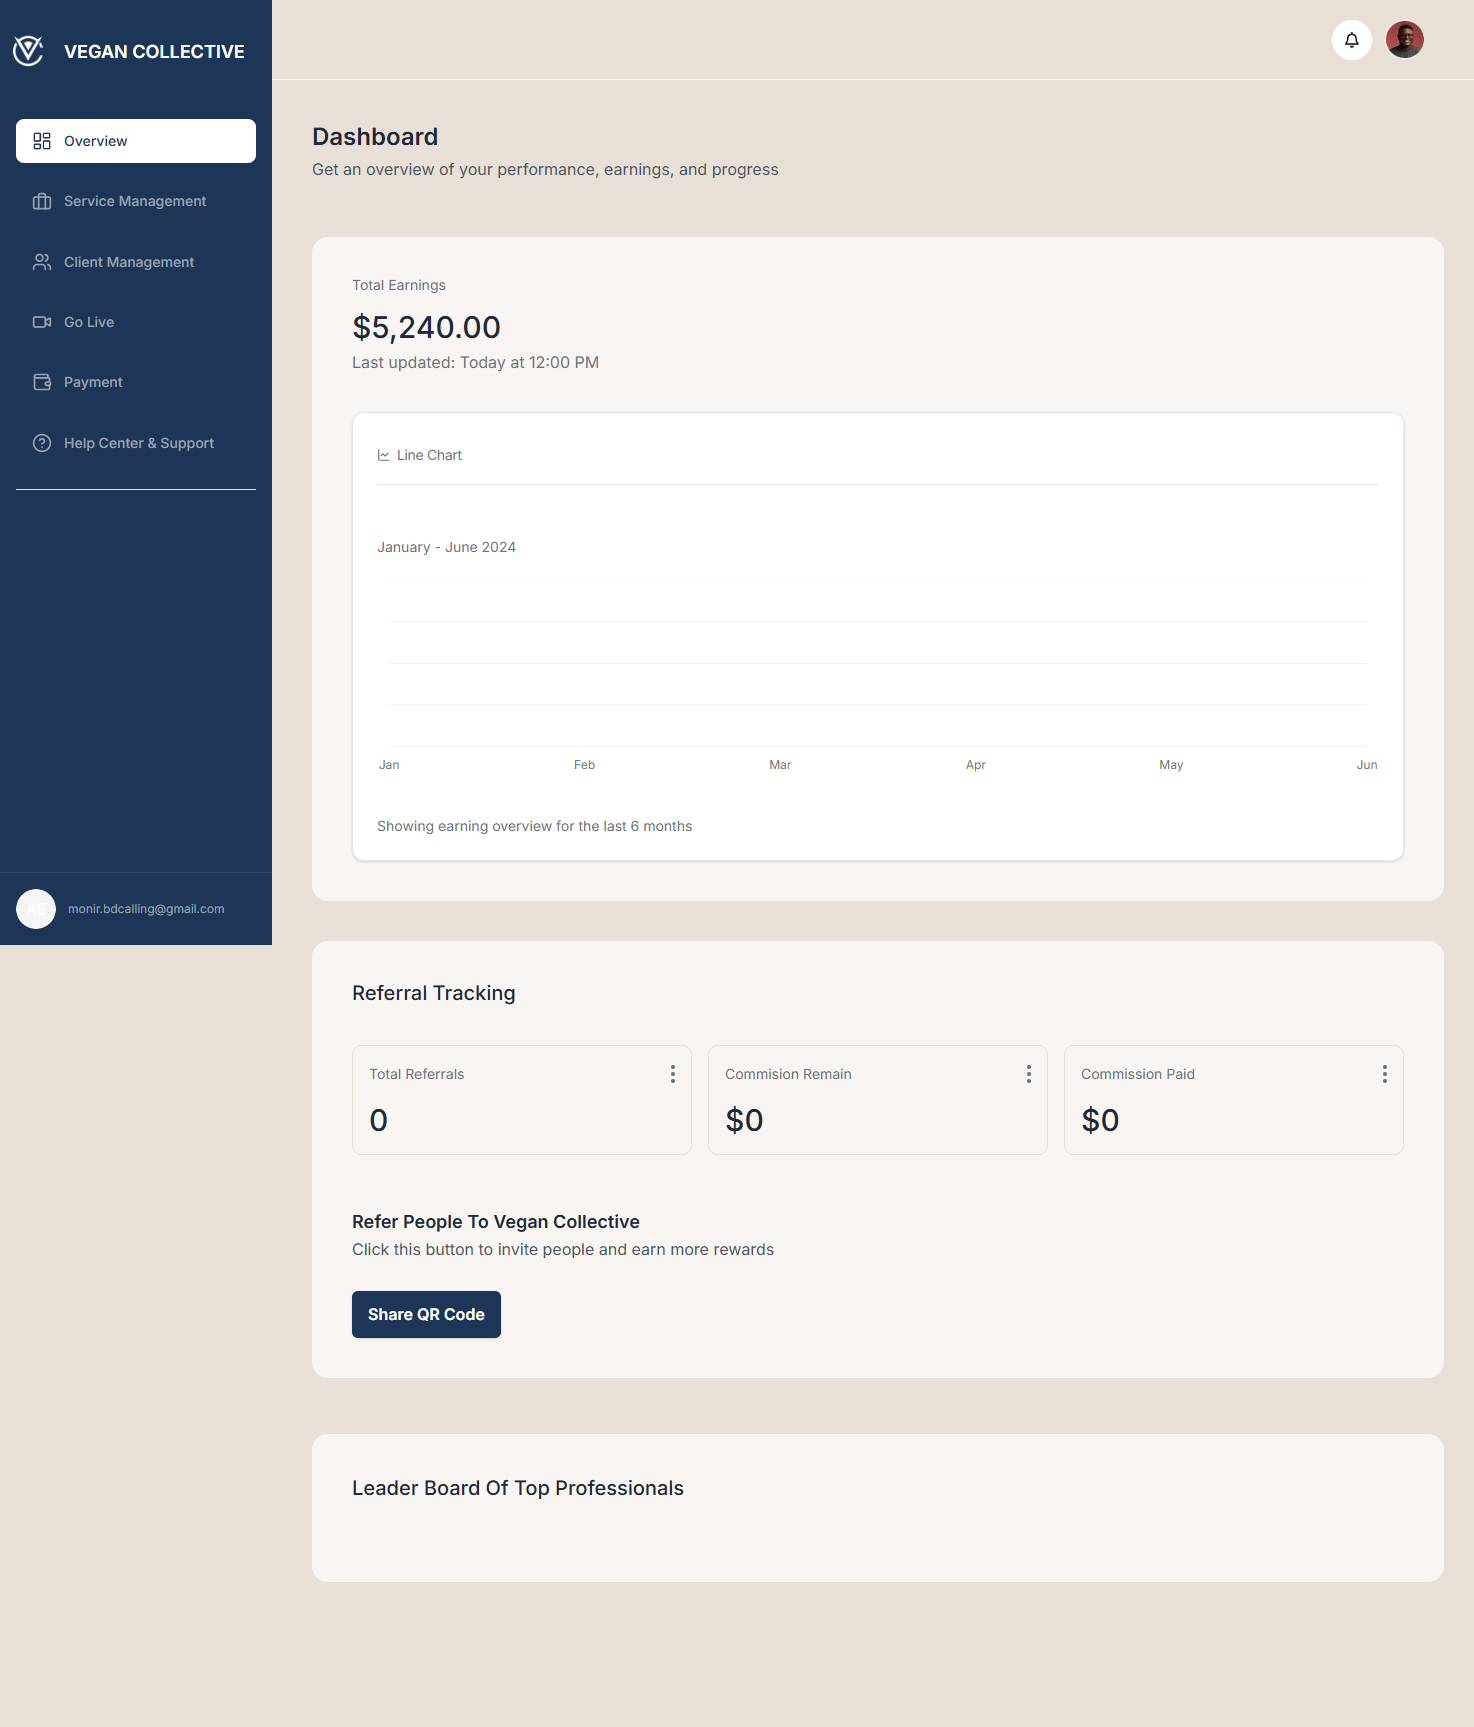 VEGAN COLLECTIVE
Overview
Service Management
Client Management
Go Live
Payment
Help Center & Support
AE
monir.bdcalling@gmail.com
Dashboard
Get an overview of your performance, earnings, and progress
Total Earnings
$5,240.00
Last updated: Today at 12:00 PM
Line Chart
January - June 2024
Jan Feb Mar Apr May Jun
Showing earning overview for the last 6 months
Referral Tracking
Total Referrals
0
Commision Remain
$0
Commission Paid
$0
Refer People To Vegan Collective
Click this button to invite people and earn more rewards
Share QR Code
Leader Board Of Top Professionals